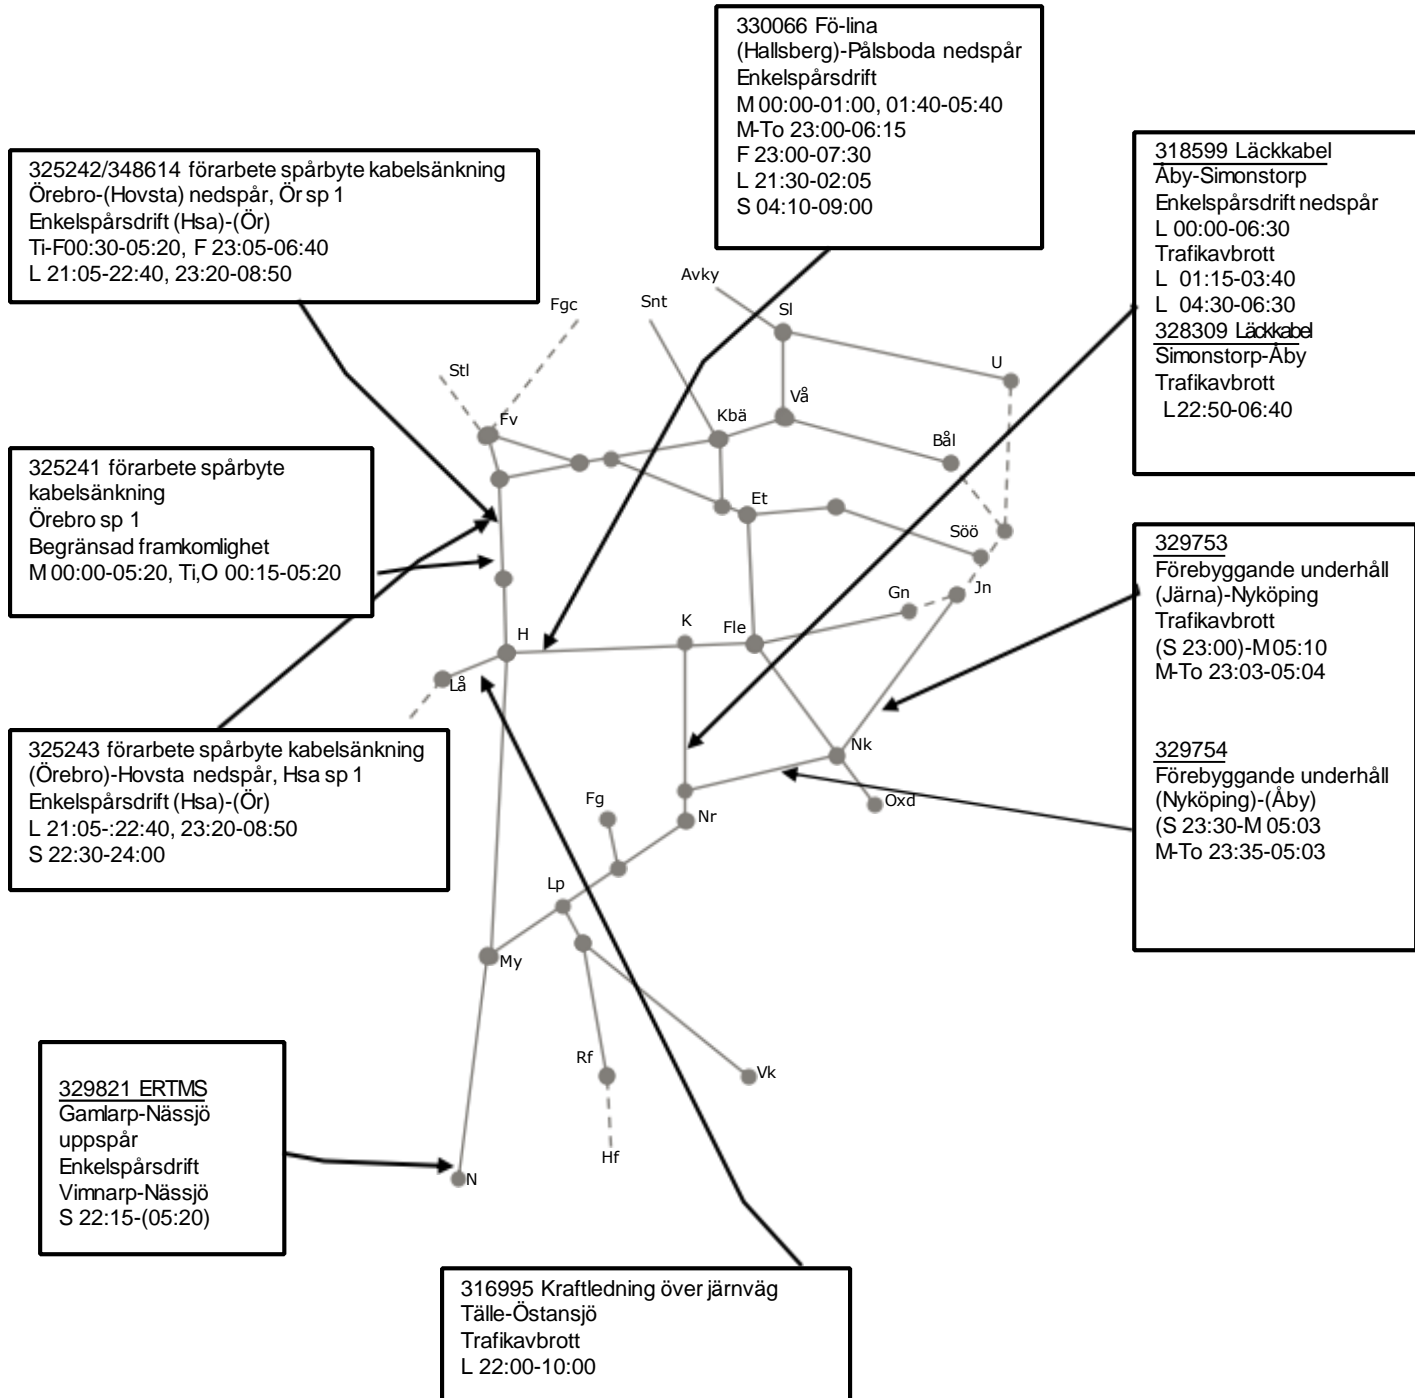 330066 Fö-lina
(Hallsberg)-Pålsboda nedspår
Enkelspårsdrift
M 00:00-01:00, 01:40-05:40
M-To 23:00-06:15
F 23:00-07:30
L 21:30-02:05
S 04:10-09:00
325242/348614 förarbete spårbyte kabelsänkning
Örebro-(Hovsta) nedspår, Ör sp 1
Enkelspårsdrift (Hsa)-(Ör)
Ti-F00:30-05:20, F 23:05-06:40
L 21:05-22:40, 23:20-08:50
318599 Läckkabel
Åby-Simonstorp
Enkelspårsdrift nedspår
L 00:00-06:30
Trafikavbrott
L 01:15-03:40
L 04:30-06:30
328309 Läckkabel
Simonstorp-Åby
Trafikavbrott
L22:50-06:40
325241 förarbete spårbyte
kabelsänkning
Örebro sp 1
Begränsad framkomlighet
M 00:00-05:20, Ti,O 00:15-05:20
329753
Förebyggande underhåll
(Järna)-Nyköping
Trafikavbrott
(S 23:00)-M 05:10
M-To 23:03-05:04
329754
Förebyggande underhåll
(Nyköping)-(Åby)
(S 23:30-M 05:03
M-To 23:35-05:03
325243 förarbete spårbyte kabelsänkning
(Örebro)-Hovsta nedspår, Hsa sp 1
Enkelspårsdrift (Hsa)-(Ör)
L 21:05-:22:40, 23:20-08:50
S 22:30-24:00
329821 ERTMS
Gamlarp-Nässjö
uppspår
Enkelspårsdrift
Vimnarp-Nässjö
S 22:15-(05:20)
316995 Kraftledning över järnväg
Tälle-Östansjö
Trafikavbrott
L 22:00-10:00
Avky
Snt
Fgc
Sl
Stl
U
Vå
Fv
Kbä
Bål
Et
Söö
Jn
Gn
H
K
Fle
Lå
Nk
Oxd
Fg
Nr
Lp
My
Rf
Vk
Hf
N